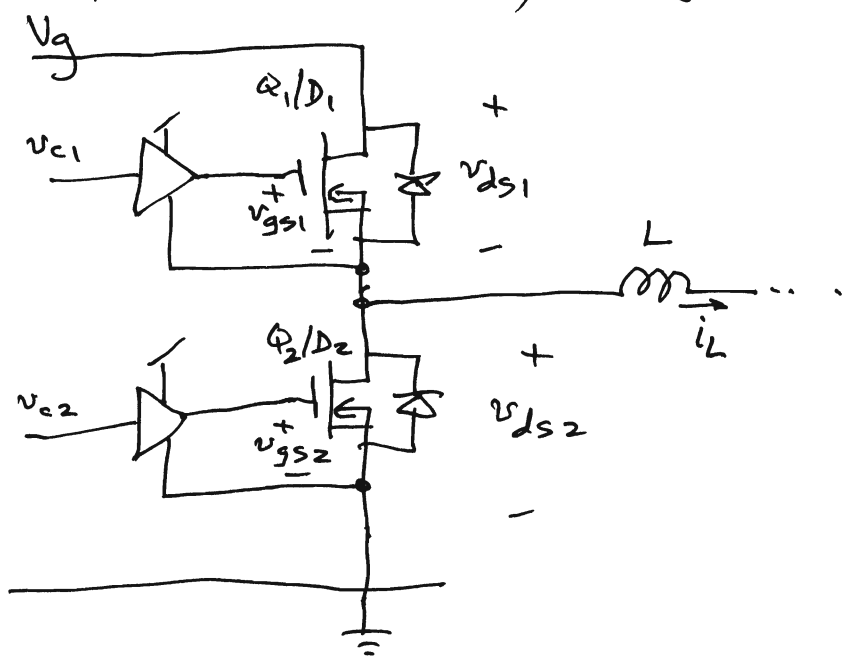 Vg
Q1/D1
+
vc1
vds1
+
vgs1
−
−
L
iL
Q2/D2
+
vc2
vds2
+
vgs2
−
−